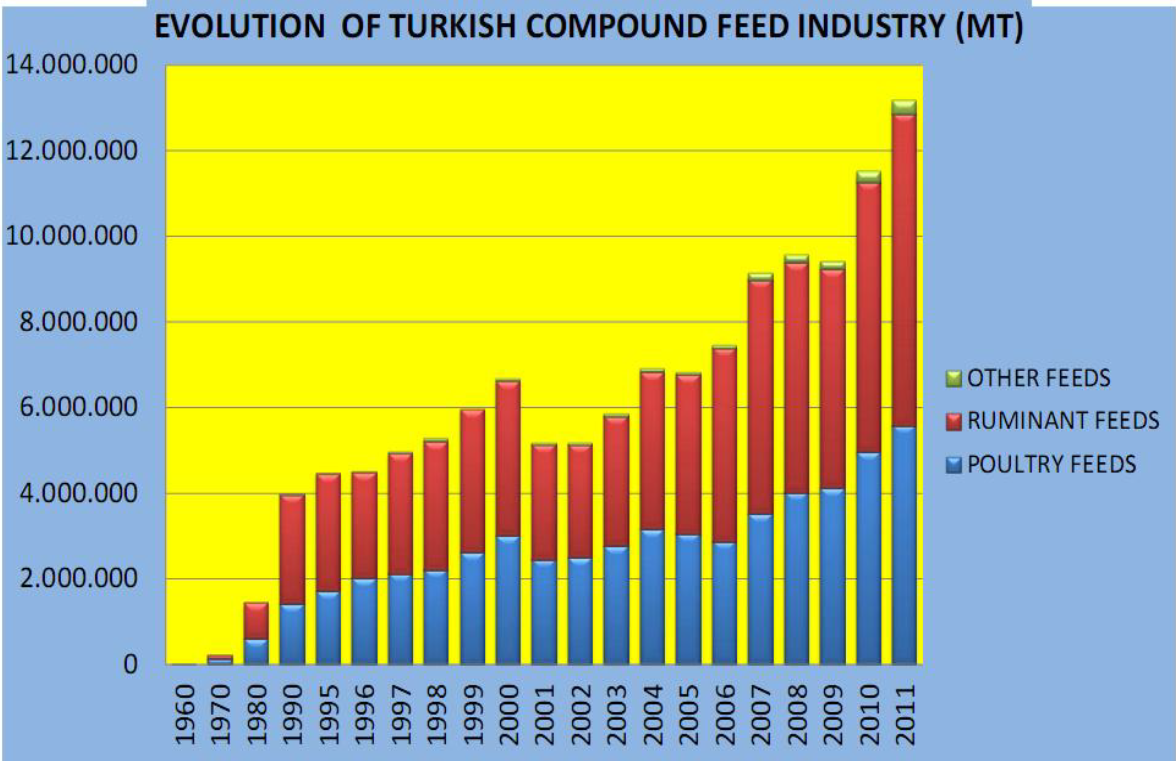 EVOLUTION OF TURKISH COMPOUND FEED INDUSTRY (MT)
14.000.000
12.000.000
10.000.000
8.000.000
6.000.000
4.000.000
2.000.000
0
OTHER FEEDS
RUMINANT FEEDS
POULTRY FEEDS
1960 1970 1980 1990 1995 1996 1997 1998 1999 2000 2001 2002 2003 2004 2005 2006 2007 2008 2009 2010 2011